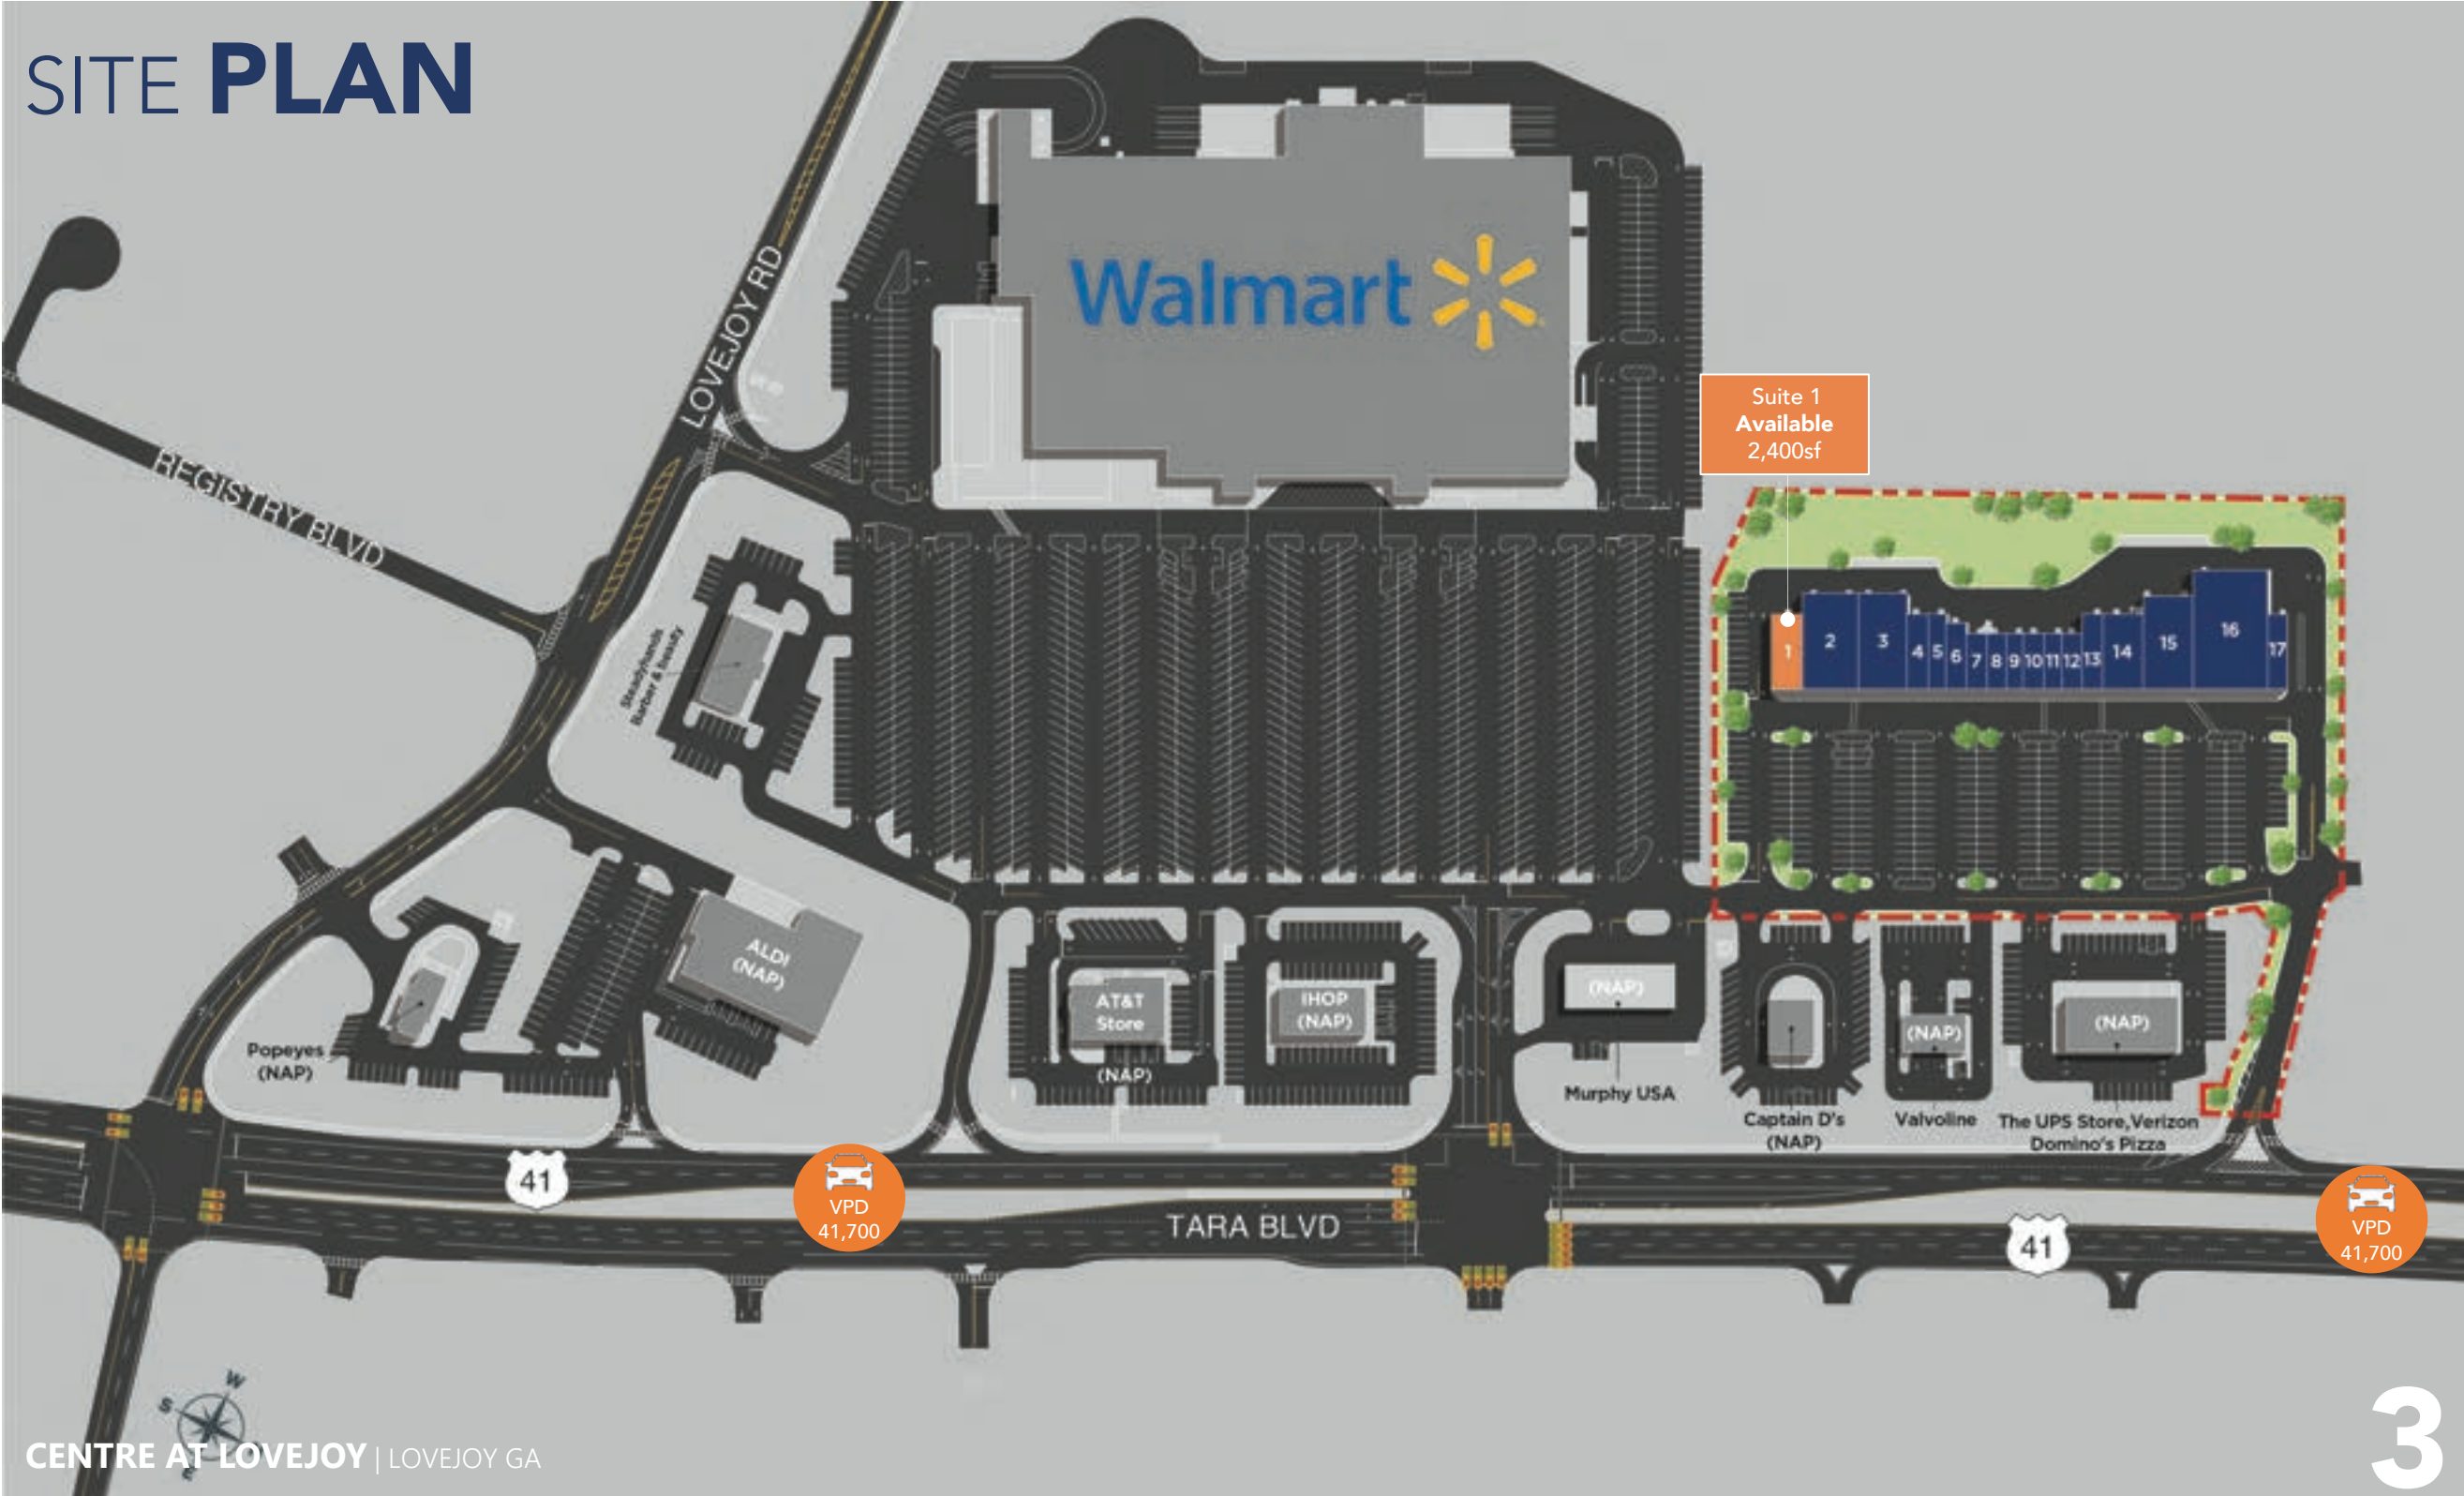 SITE PLAN
Walmart
LOVEJOY RD
REGISTRY BLVD
Suite 1
Available
2,400sf
1
2
3
4
5
6
7
8
9
10
11
12
13
14
15
16
17
Steadyhands
Barber & Beauty
ALDI
(NAP)
Popeyes
(NAP)
AT&T
Store
(NAP)
IHOP
(NAP)
(NAP)
Murphy USA
Captain D's
(NAP)
(NAP)
Valvoline
(NAP)
The UPS Store,Verizon
Domino's Pizza
41
VPD
41,700
TARA BLVD
41
VPD
41,700
W
S
E
CENTRE AT LOVEJOY | LOVEJOY GA
3